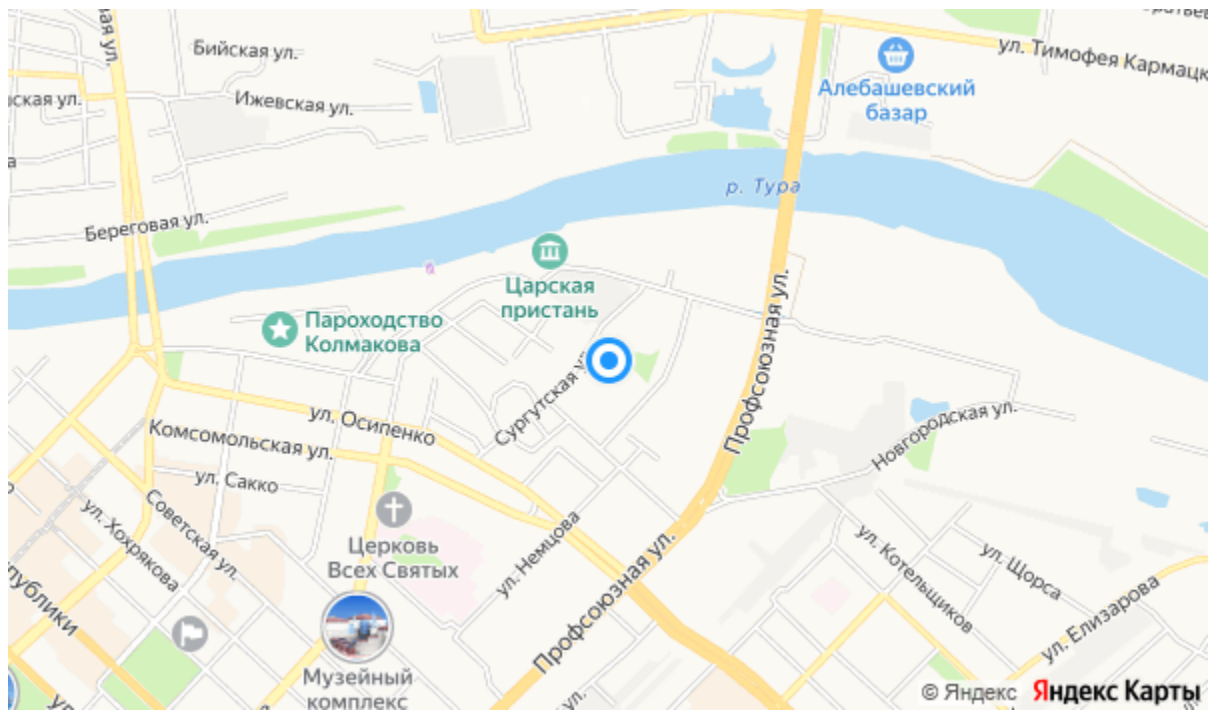 Бийская ул.
ул. Тимофея Кармацк
Алебашевский
базар
Ижевская ул.
р. Тура
Береговая ул.
Царская
пристань
Пароходство
Колмакова
Профсоюзная ул.
Сургутская ул
ул. Осипенко
Новгородская ул.
Комсомольская ул.
ул. Сакко
Советская ул.
ул. Хохрякова
Церковь
Всех Святых
ул. Немцова
ул. Котельщиков
ул. Щорса
ул. Елизарова
Профсоюзная ул.
Музейный
комплекс
ул.
© Яндекс Яндекс Карты